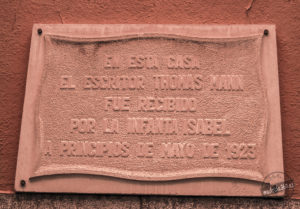 EN ESTA CASA
EL ESCRITOR THOMAS MANN
FUE RECIBIDO
POR LA INFANTA ISABEL
A PRINCIPIOS DE MAYO DE 1923